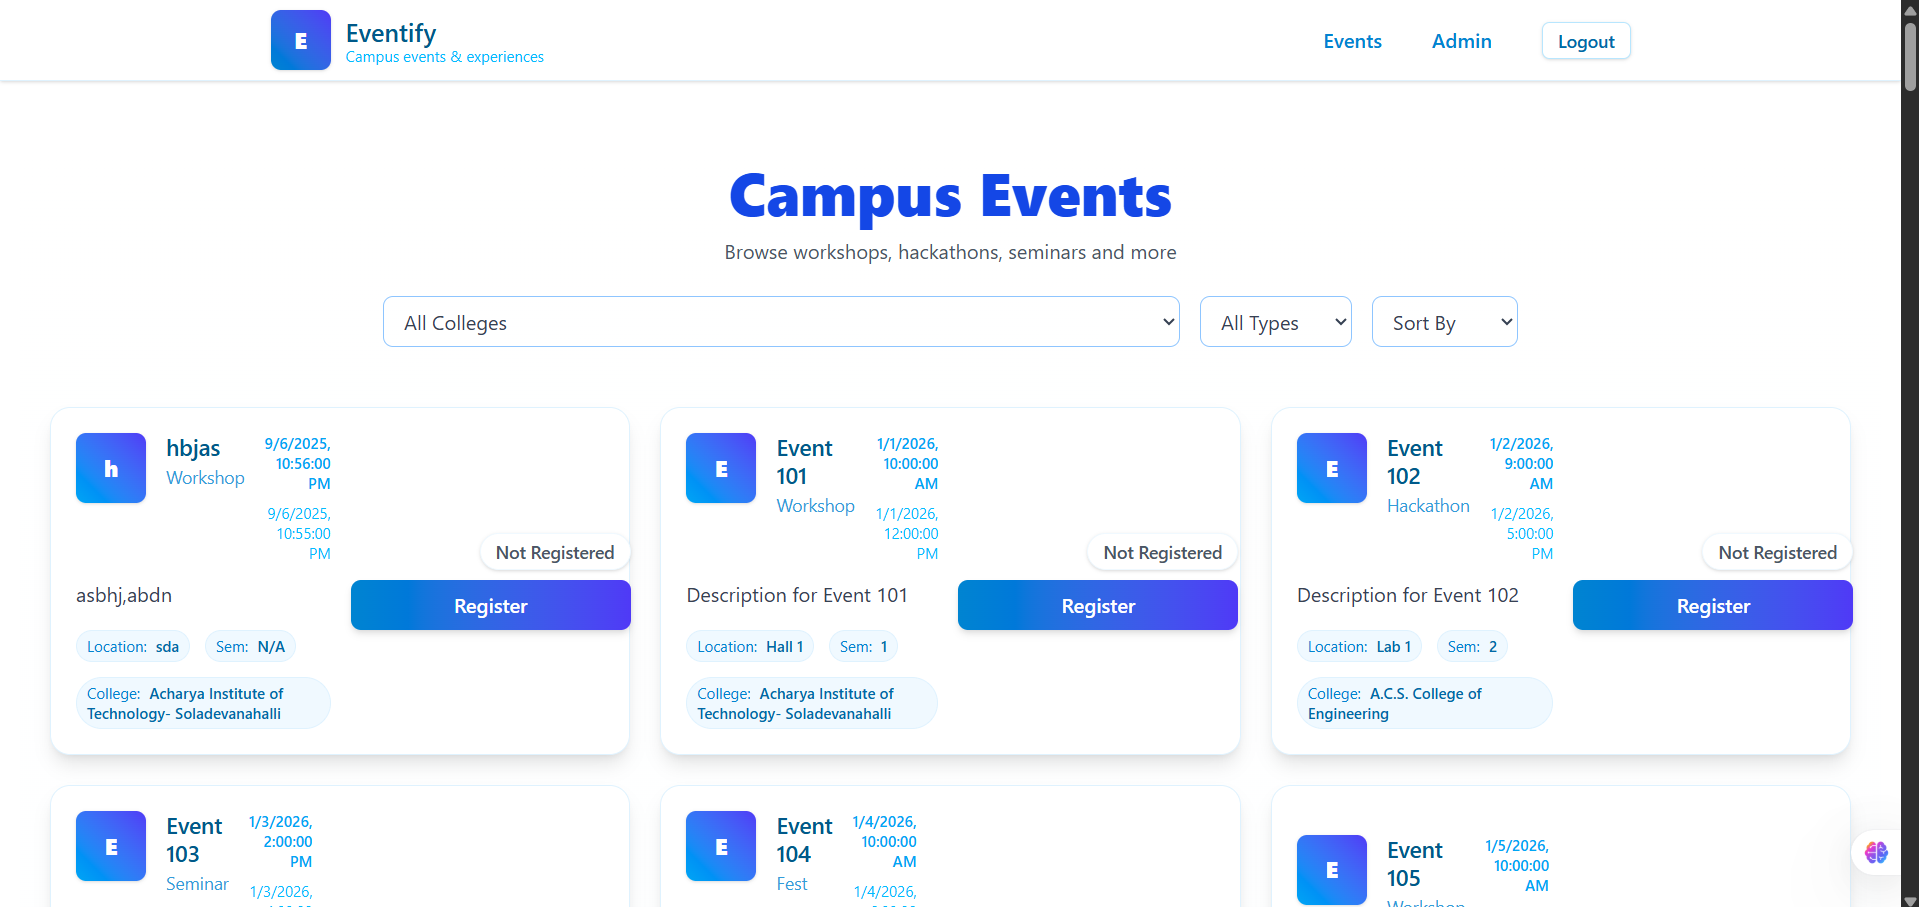 E
Eventify
Campus events & experiences
Events
Admin
Logout
Campus Events
Browse workshops, hackathons, seminars and more
All Colleges
All Types
Sort By
h
hbjas
Workshop
9/6/2025,
10:56:00
PM
9/6/2025,
10:55:00
PM
Not Registered
asbhj,abdn
Register
Location: sda
Sem: N/A
College: Acharya Institute of
Technology- Soladevanahalli
E
Event
101
Workshop
1/1/2026,
10:00:00
AM
1/1/2026,
12:00:00
PM
Not Registered
Description for Event 101
Register
Location: Hall 1
Sem: 1
College: Acharya Institute of
Technology- Soladevanahalli
E
Event
102
Hackathon
1/2/2026,
9:00:00
AM
1/2/2026,
5:00:00
PM
Not Registered
Description for Event 102
Register
Location: Lab 1
Sem: 2
College: A.C.S. College of
Engineering
E
Event
103
Seminar
1/3/2026,
2:00:00
PM
1/3/2026,
E
Event
104
Fest
1/4/2026,
10:00:00
AM
1/4/2026,
E
Event
105
Workshop
1/5/2026,
10:00:00
AM